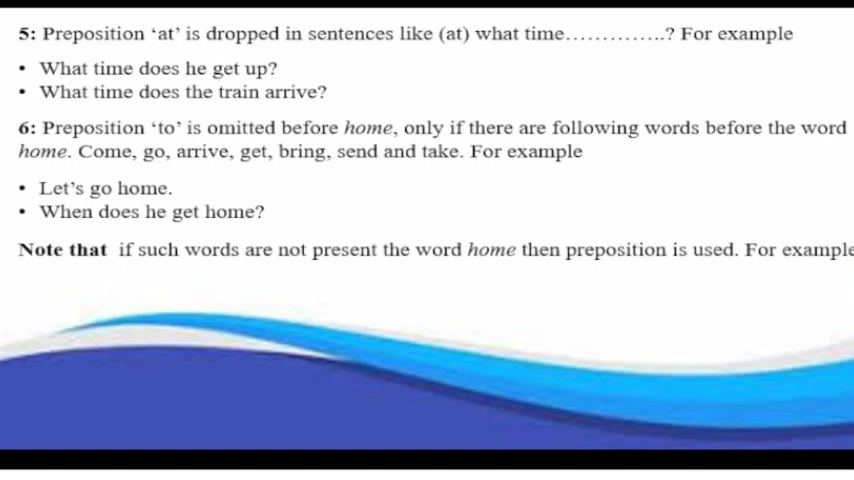 5: Preposition ‘at’ is dropped in sentences like (at) what time…………..? For example
• What time does he get up?
• What time does the train arrive?
6: Preposition ‘to’ is omitted before home, only if there are following words before the word
home. Come, go, arrive, get, bring, send and take. For example
• Let’s go home.
• When does he get home?
Note that if such words are not present the word home then preposition is used. For example